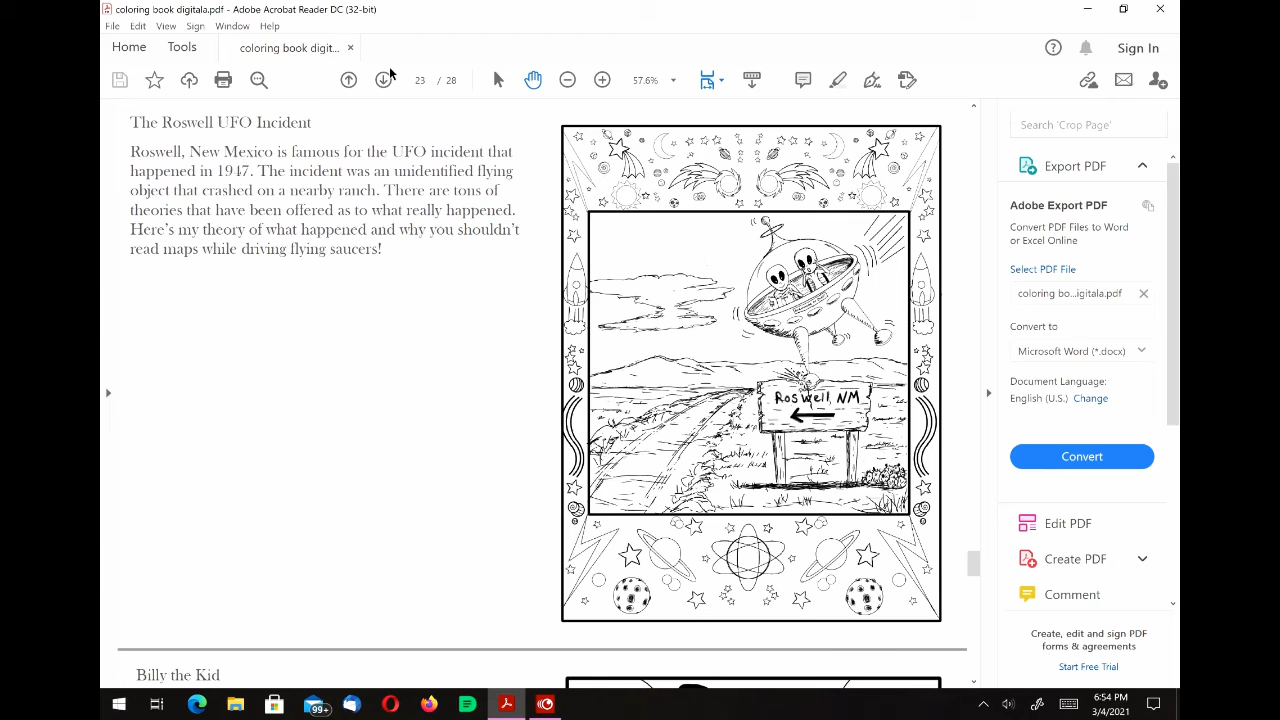 coloring book digitala.pdf - Adobe Acrobat Reader DC (32-bit)
File Edit View Sign Window Help
Home Tools coloring book digit... × Sign In
23 / 28 57.6%
The Roswell UFO Incident
Roswell, New Mexico is famous for the UFO incident that
happened in 1947. The incident was an unidentified flying
object that crashed on a nearby ranch. There are tons of
theories that have been offered as to what really happened.
Here's my theory of what happened and why you shouldn't
read maps while driving flying saucers!
Roswell, NM
Billy the Kid
Search 'Crop Page'
Export PDF
Adobe Export PDF
Convert PDF Files to Word
or Excel Online
Select PDF File
coloring bo...igitala.pdf
Convert to
Microsoft Word (*.docx)
Document Language:
English (U.S.) Change
Convert
Edit PDF
Create PDF
Comment
Create, edit and sign PDF
forms & agreements
Start Free Trial
99+
6:54 PM
3/4/2021